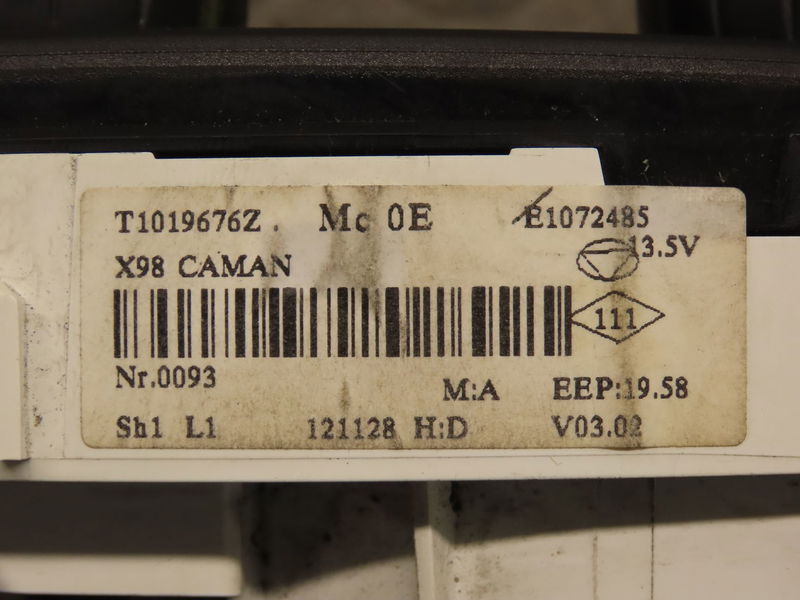 T1019676Z . Mc 0E E1072485
13.5V
X98 CAMAN
111
Nr.0093
M:A EEP:19.58
Sh1 L1 121128 H:D V03.02